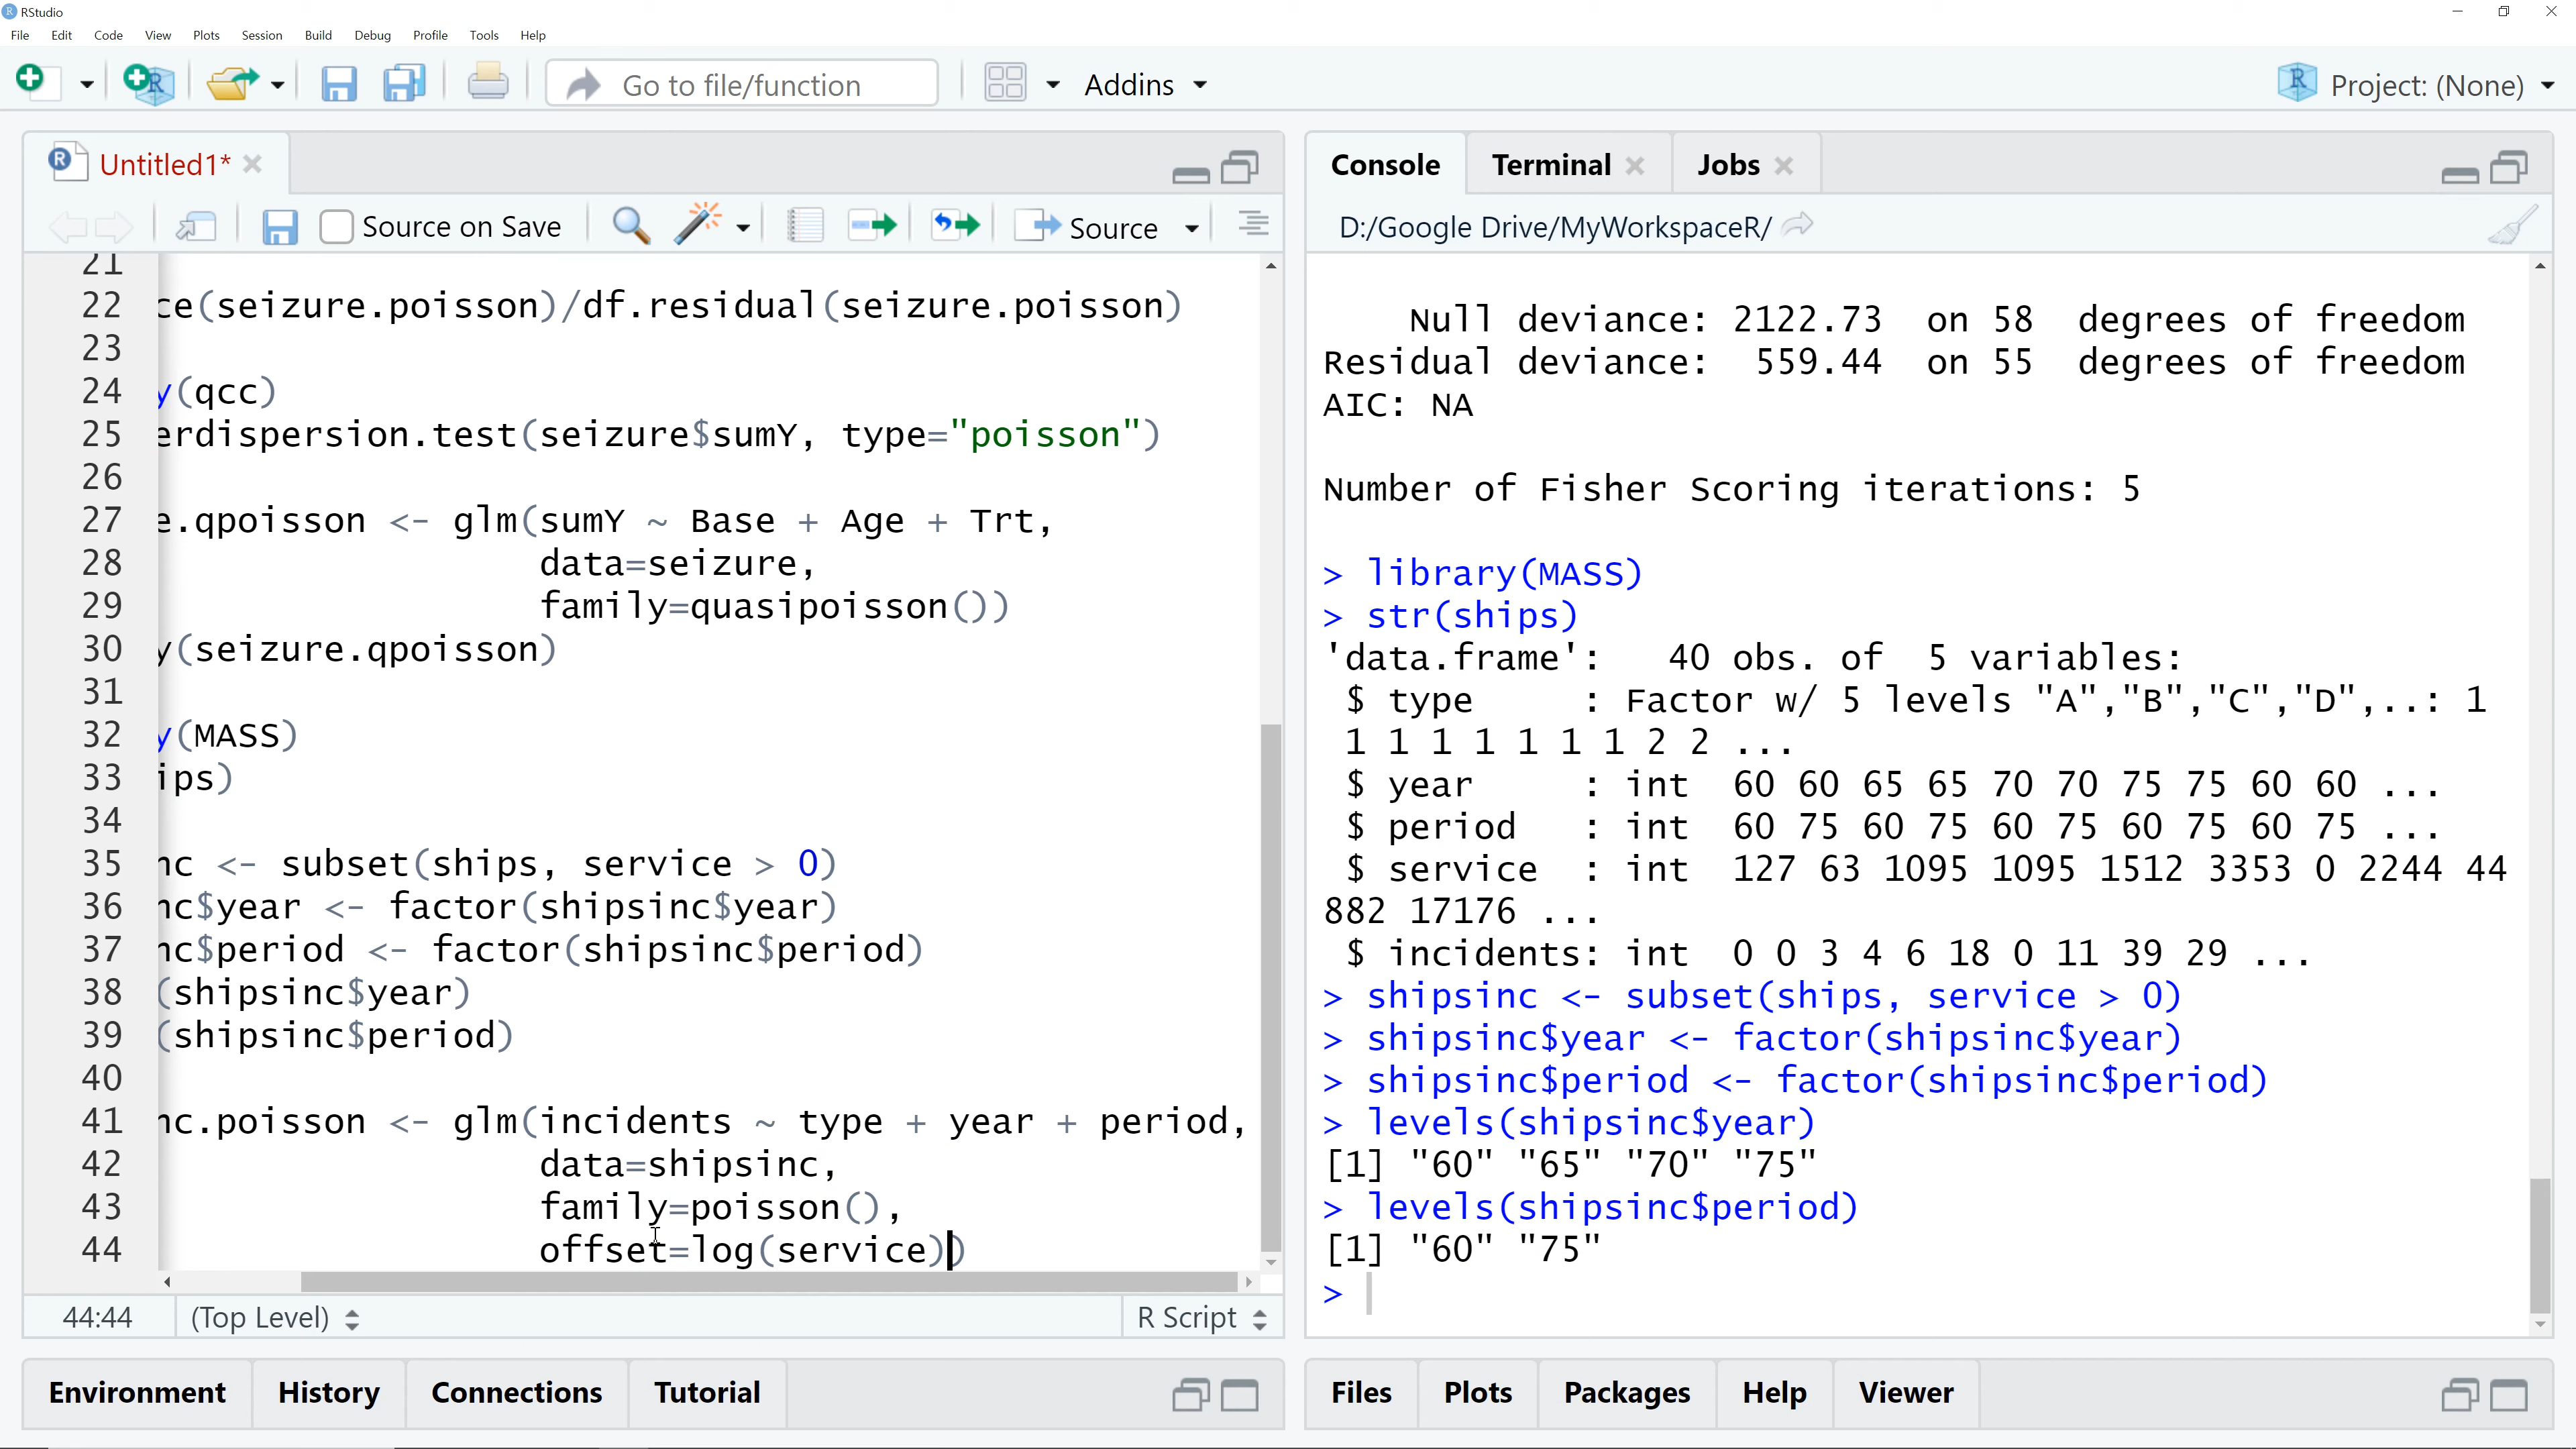 RStudio
File Edit Code View Plots Session Build Debug Profile Tools Help
Go to file/function Addins Project: (None)
Untitled1*
Source on Save Source
21
22 ce(seizure.poisson)/df.residual(seizure.poisson)
23
24 y(qcc)
25 erdispersion.test(seizure$sumY, type="poisson")
26
27 e.qpoisson <- glm(sumY ~ Base + Age + Trt,
28 data=seizure,
29 family=quasipoisson())
30 y(seizure.qpoisson)
31
32 y(MASS)
33 ips)
34
35 nc <- subset(ships, service > 0)
36 nc$year <- factor(shipsinc$year)
37 nc$period <- factor(shipsinc$period)
38 (shipsinc$year)
39 (shipsinc$period)
40
41 nc.poisson <- glm(incidents ~ type + year + period,
42 data=shipsinc,
43 family=poisson(),
44 offset=log(service))
44:44 (Top Level) R Script
Environment History Connections Tutorial
Console Terminal Jobs
D:/Google Drive/MyWorkspaceR/
Null deviance: 2122.73 on 58 degrees of freedom
Residual deviance: 559.44 on 55 degrees of freedom
AIC: NA
Number of Fisher Scoring iterations: 5
> library(MASS)
> str(ships)
'data.frame': 40 obs. of 5 variables:
$ type : Factor w/ 5 levels "A","B","C","D",..: 1
1 1 1 1 1 1 1 2 2 ...
$ year : int 60 60 65 65 70 70 75 75 60 60 ...
$ period : int 60 75 60 75 60 75 60 75 60 75 ...
$ service : int 127 63 1095 1095 1512 3353 0 2244 44
882 17176 ...
$ incidents: int 0 0 3 4 6 18 0 11 39 29 ...
> shipsinc <- subset(ships, service > 0)
> shipsinc$year <- factor(shipsinc$year)
> shipsinc$period <- factor(shipsinc$period)
> levels(shipsinc$year)
[1] "60" "65" "70" "75"
> levels(shipsinc$period)
[1] "60" "75"
>
Files Plots Packages Help Viewer